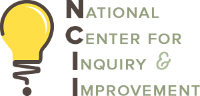 National
Center for
Inquiry &
Improvement